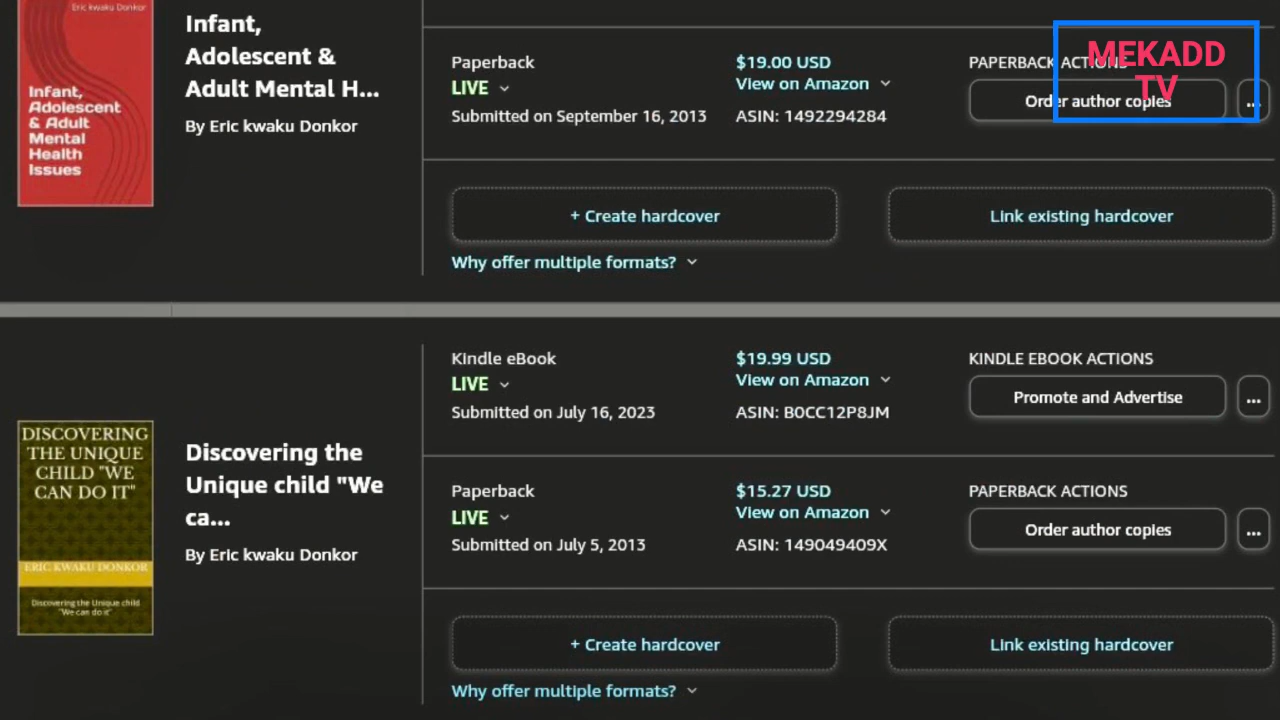 Eric kwaku Donkor
Infant,
Adolescent
& Adult
Mental
Health
Issues
Infant,
Adolescent &
Adult Mental H...
By Eric kwaku Donkor
Paperback
LIVE
Submitted on September 16, 2013
$19.00 USD
View on Amazon
ASIN: 1492294284
PAPERBACK ACTIONS
Order author copies
...
MEKADD
TV
+ Create hardcover
Link existing hardcover
Why offer multiple formats?
DISCOVERING
THE UNIQUE
CHILD "WE
CAN DO IT"
ERIC KWAKU DONKOR
Discovering the Unique child
"We can do it"
Discovering the
Unique child "We
ca...
By Eric kwaku Donkor
Kindle eBook
LIVE
Submitted on July 16, 2023
$19.99 USD
View on Amazon
ASIN: B0CC12P8JM
KINDLE EBOOK ACTIONS
Promote and Advertise
...
Paperback
LIVE
Submitted on July 5, 2013
$15.27 USD
View on Amazon
ASIN: 149049409X
PAPERBACK ACTIONS
Order author copies
...
+ Create hardcover
Link existing hardcover
Why offer multiple formats?